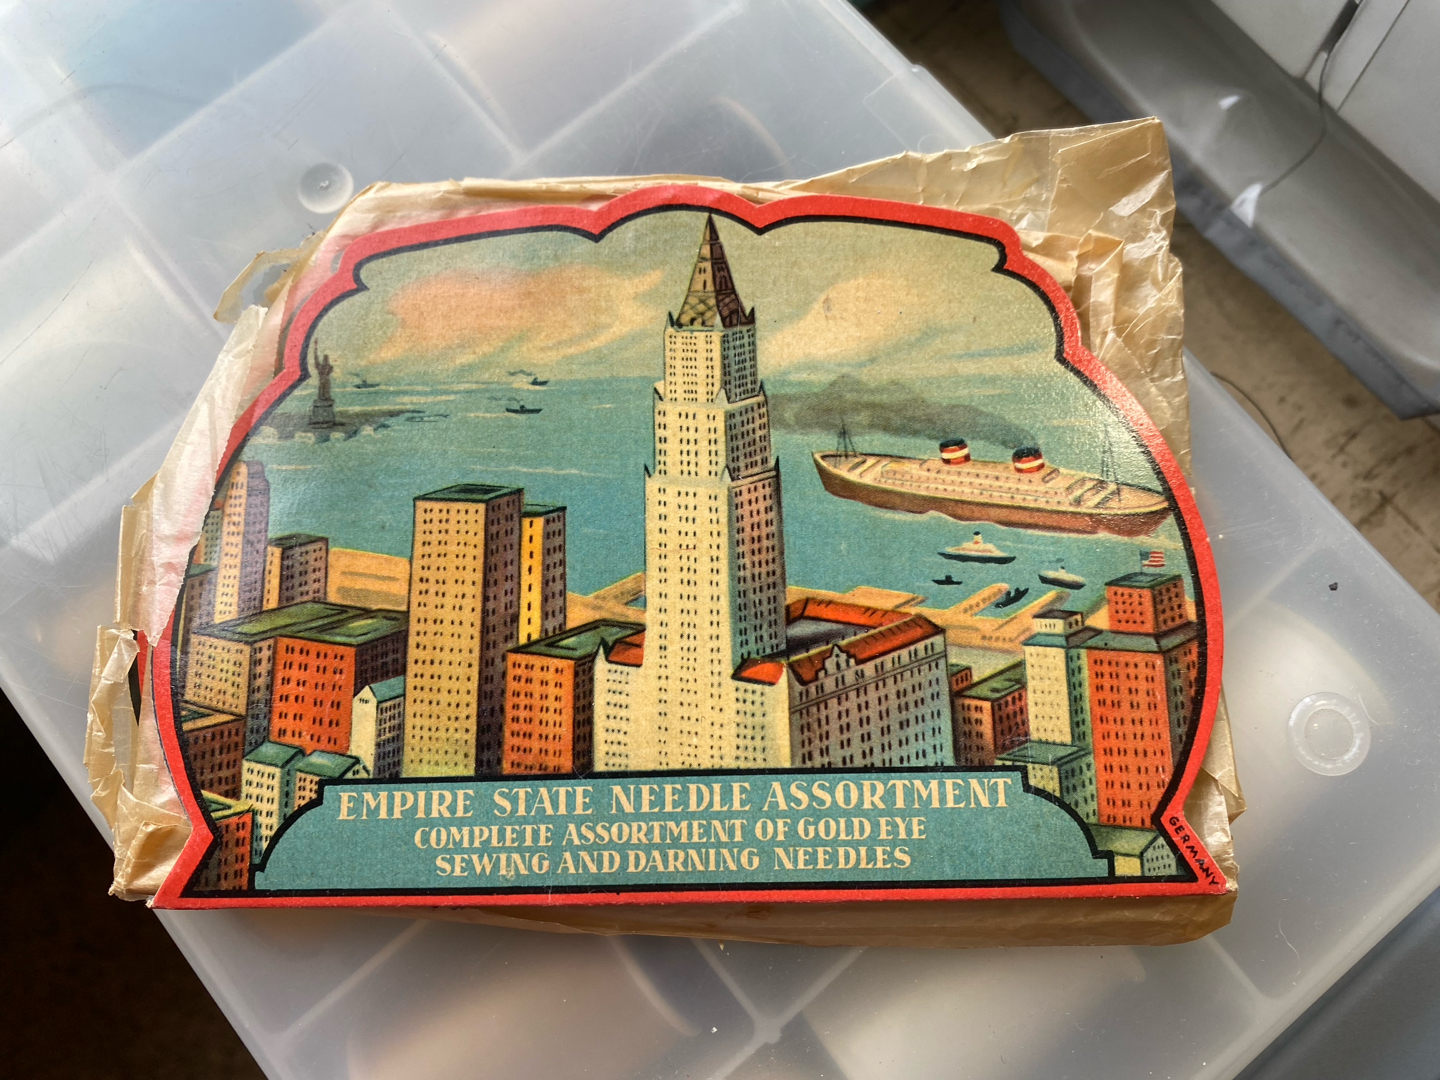 EMPIRE STATE NEEDLE ASSORTMENT
COMPLETE ASSORTMENT OF GOLD EYE
SEWING AND DARNING NEEDLES
GERMANY